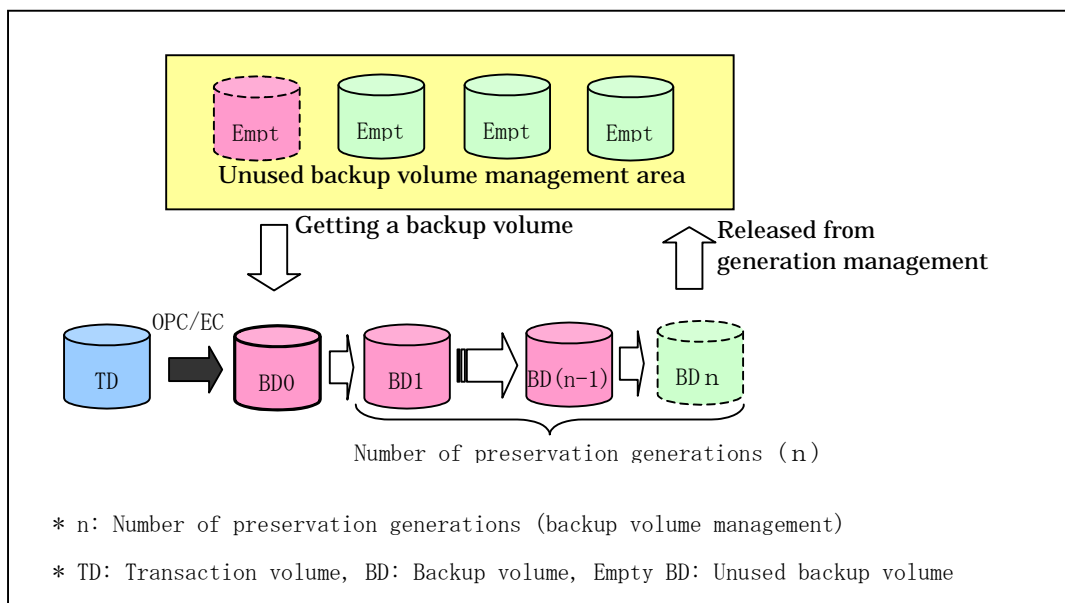 Empt Empt Empt Empt
Unused backup volume management area
Getting a backup volume
Released from
generation management
OPC/EC
TD BD0 BD1 BD(n-1) BDn
Number of preservation generations (n)
* n: Number of preservation generations (backup volume management)
* TD: Transaction volume, BD: Backup volume, Empty BD: Unused backup volume